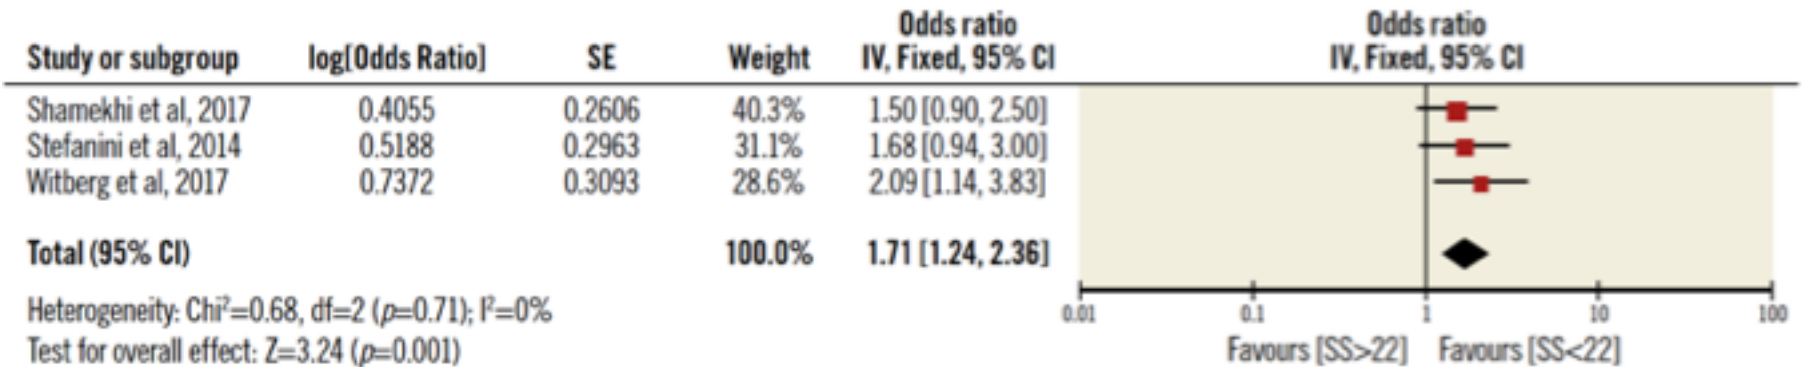 Odds ratio Odds ratio
Study or subgroup log[Odds Ratio] SE Weight IV, Fixed, 95% CI IV, Fixed, 95% CI
Shamekhi et al, 2017 0.4055 0.2606 40.3% 1.50 [0.90, 2.50]
Stefanini et al, 2014 0.5188 0.2963 31.1% 1.68 [0.94, 3.00]
Witberg et al, 2017 0.7372 0.3093 28.6% 2.09 [1.14, 3.83]
Total (95% CI) 100.0% 1.71 [1.24, 2.36]
Heterogeneity: Chi²=0.68, df=2 (p=0.71); I²=0%
0.01 0.1 1 10 100
Test for overall effect: Z=3.24 (p=0.001) Favours [SS>22] Favours [SS<22]